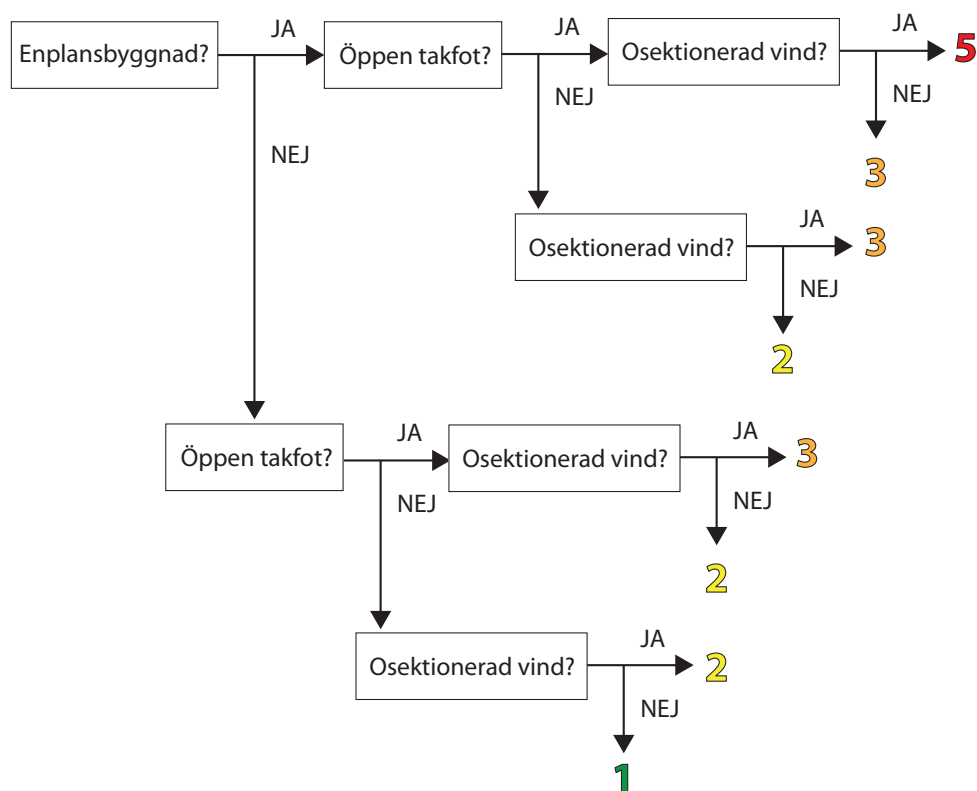 Enplansbyggnad?
JA
Öppen takfot?
JA
Osektionerad vind?
JA
5
NEJ
3
NEJ
Osektionerad vind?
JA
3
NEJ
2
NEJ
Öppen takfot?
JA
Osektionerad vind?
JA
3
NEJ
2
NEJ
Osektionerad vind?
JA
2
NEJ
1